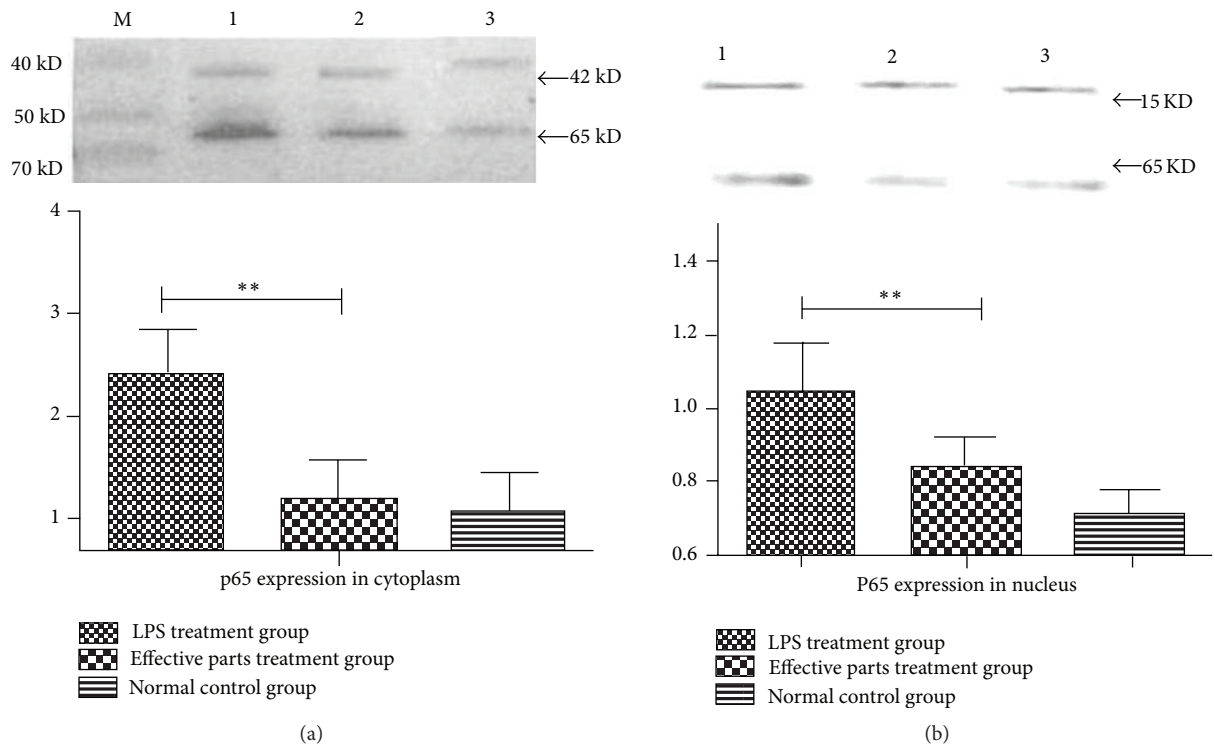 M 1 2 3
40 kD
←42 kD
50 kD
←65 kD
70 kD
4
3
2
1
**
p65 expression in cytoplasm
LPS treatment group
Effective parts treatment group
Normal control group
(a)
1 2 3
←15 KD
65 KD
←
1.4
1.2
1.0
0.8
0.6
**
P65 expression in nucleus
LPS treatment group
Effective parts treatment group
Normal control group
(b)